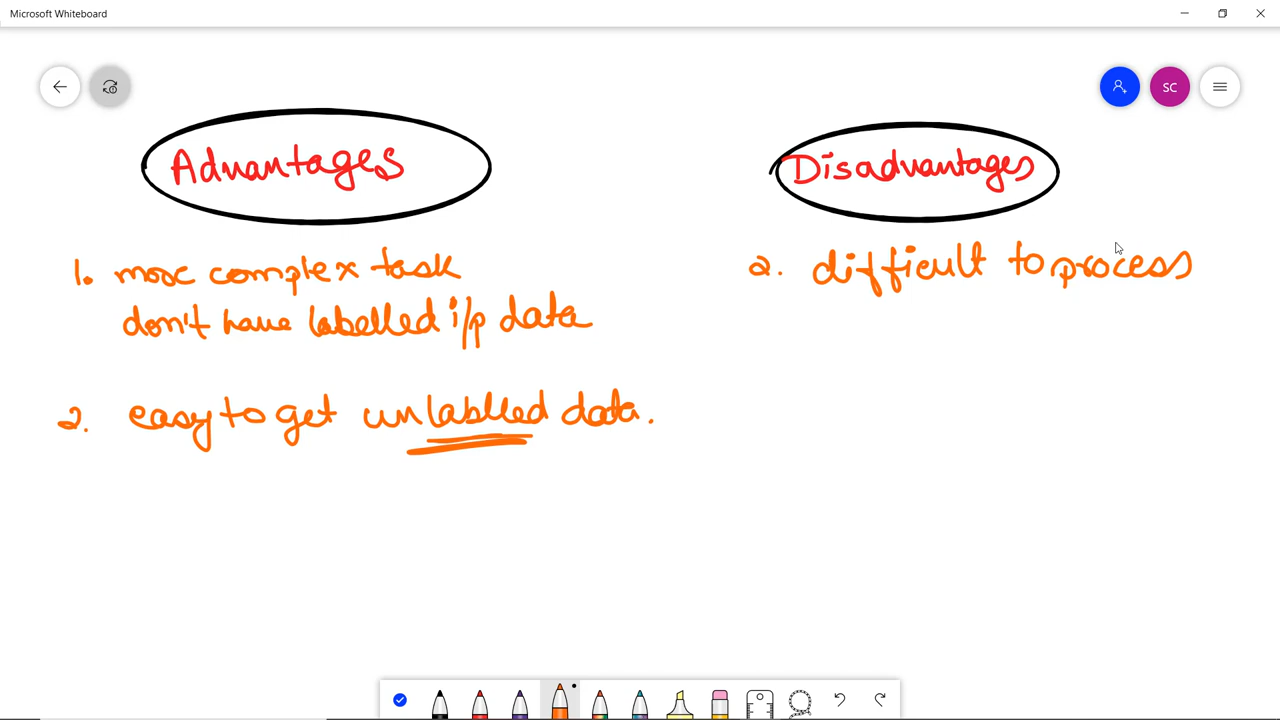 Microsoft Whiteboard
SC
Advantages
1. more complex task
don't have labelled i/p data
2. easy to get unlablled data.
Disadvantages
2. difficult to process